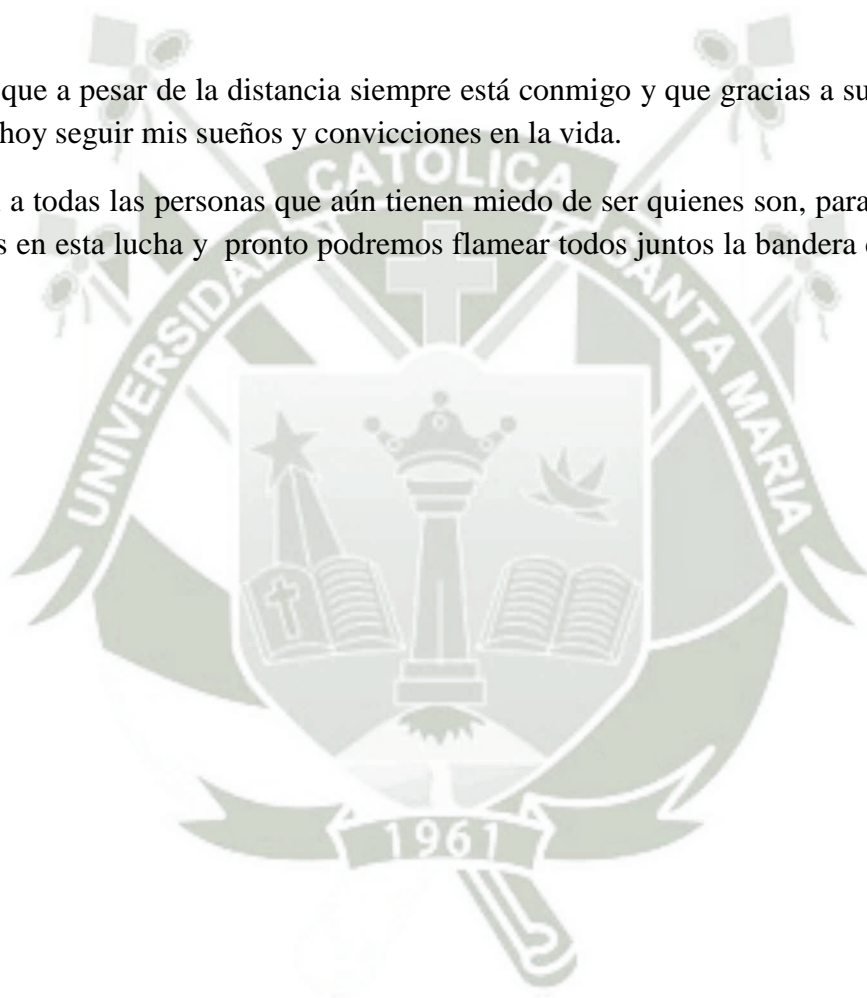 que a pesar de la distancia siempre está conmigo y que gracias a su
hoy seguir mis sueños y convicciones en la vida.
a todas las personas que aún tienen miedo de ser quienes son, para
en esta lucha y  pronto podremos flamear todos juntos la bandera
UNIVERSIDAD CATOLICA SANTA MARIA
1961